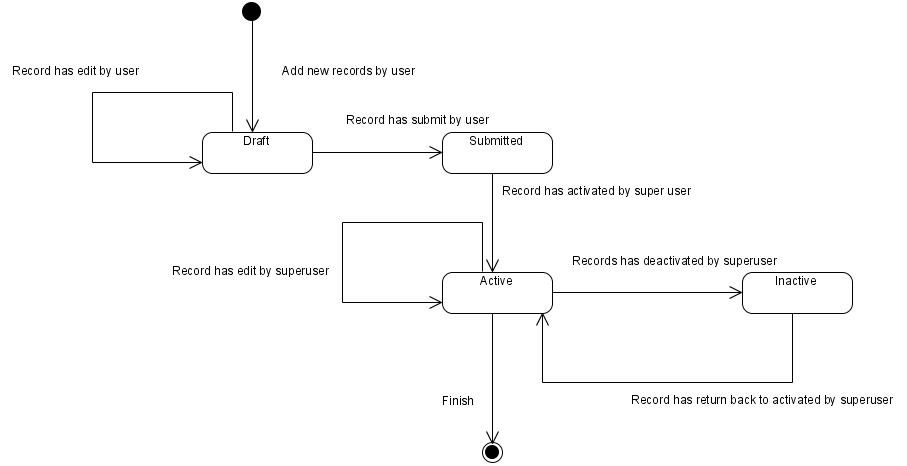 Record has edit by user
Add new records by user
Record has submit by user
Draft
Submitted
Record has activated by super user
Records has deactivated by superuser
Record has edit by superuser
Active
Inactive
Finish
Record has return back to activated by superuser